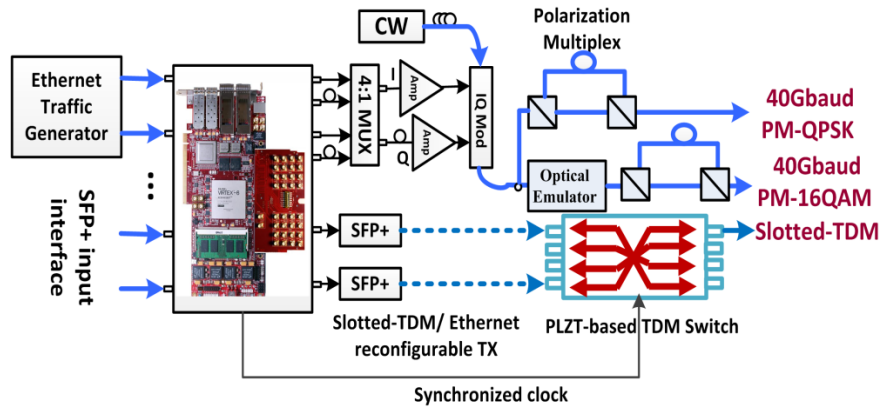 Polarization
Multiplex
CW
Ethernet
Traffic
Generator
4:1 MUX
I
Amp
Q
Amp
IQ Mod
40Gbaud
PM-QPSK
Optical
Emulator
40Gbaud
PM-16QAM
...
SFP+ input
interface
SFP+
SFP+
Slotted-TDM
Slotted-TDM/ Ethernet
reconfigurable TX
PLZT-based TDM Switch
Synchronized clock